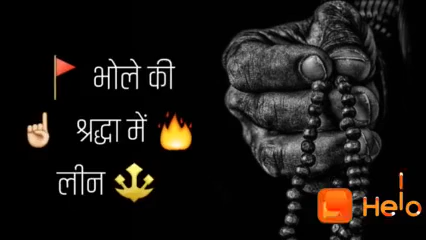 🚩 भोले की
☝🏻 श्रद्धा में 🔥
लीन 🔱
Helo